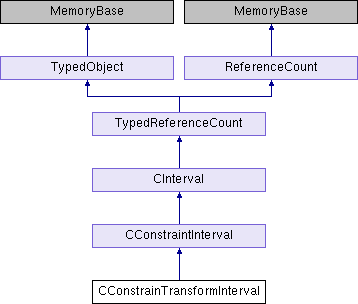 MemoryBase
MemoryBase
TypedObject
ReferenceCount
TypedReferenceCount
CInterval
CConstraintInterval
CConstrainTransformInterval